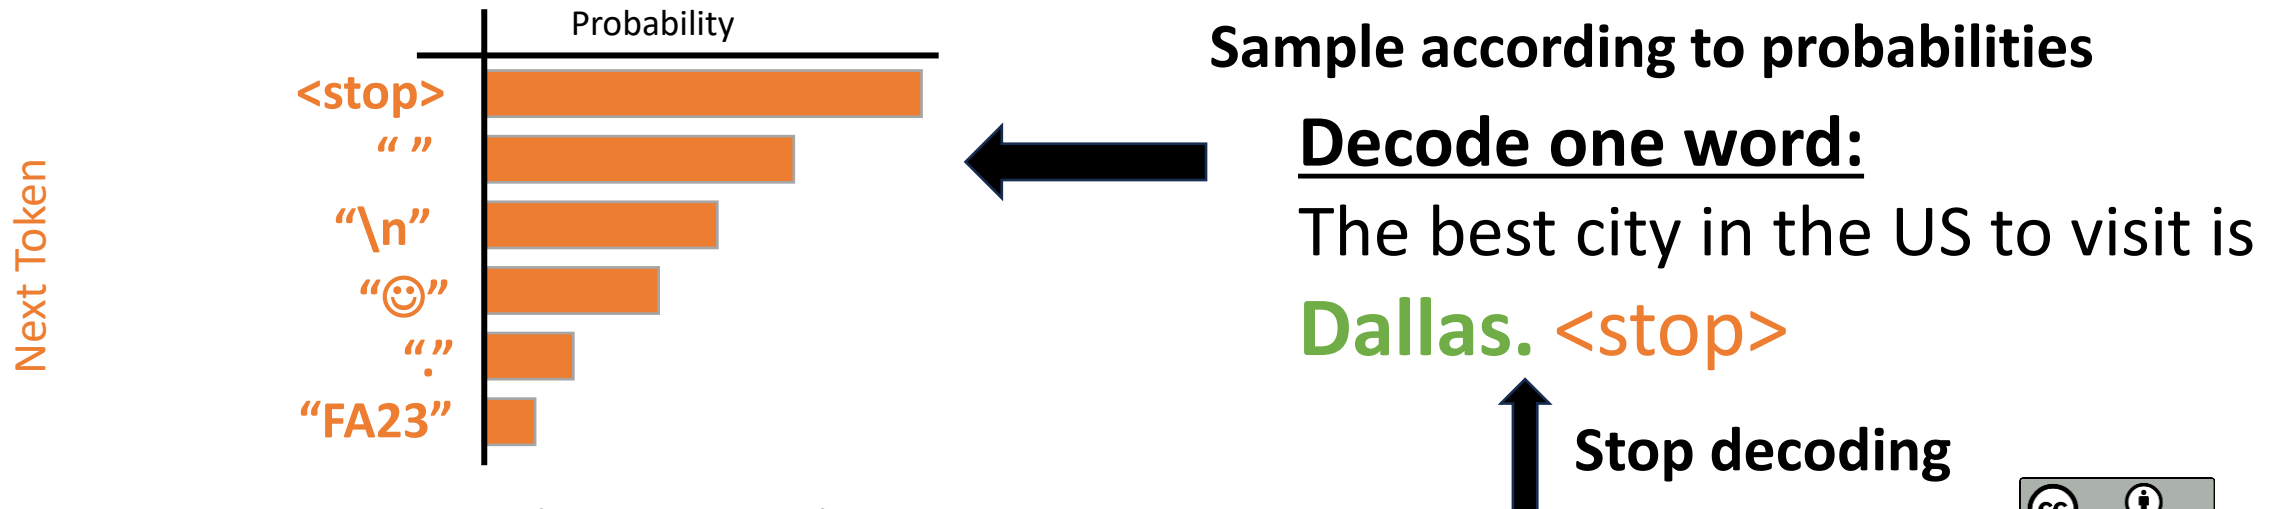 Probability
Sample according to probabilities
<stop>
“ ”
“\n”
“☺”
“.”
“FA23”
Next Token
Decode one word:
The best city in the US to visit is
Dallas. <stop>
Stop decoding
cc